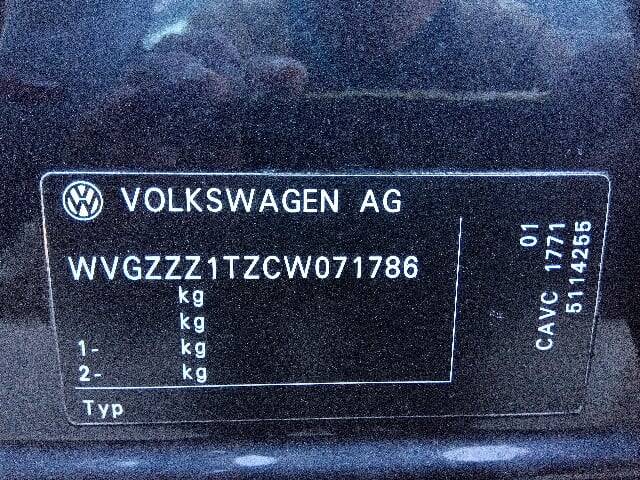 VOLKSWAGEN AG
WVGZZZ1TZCW071786
kg
kg
1- kg
2- kg
Typ
01
CAVC 1771
5114255